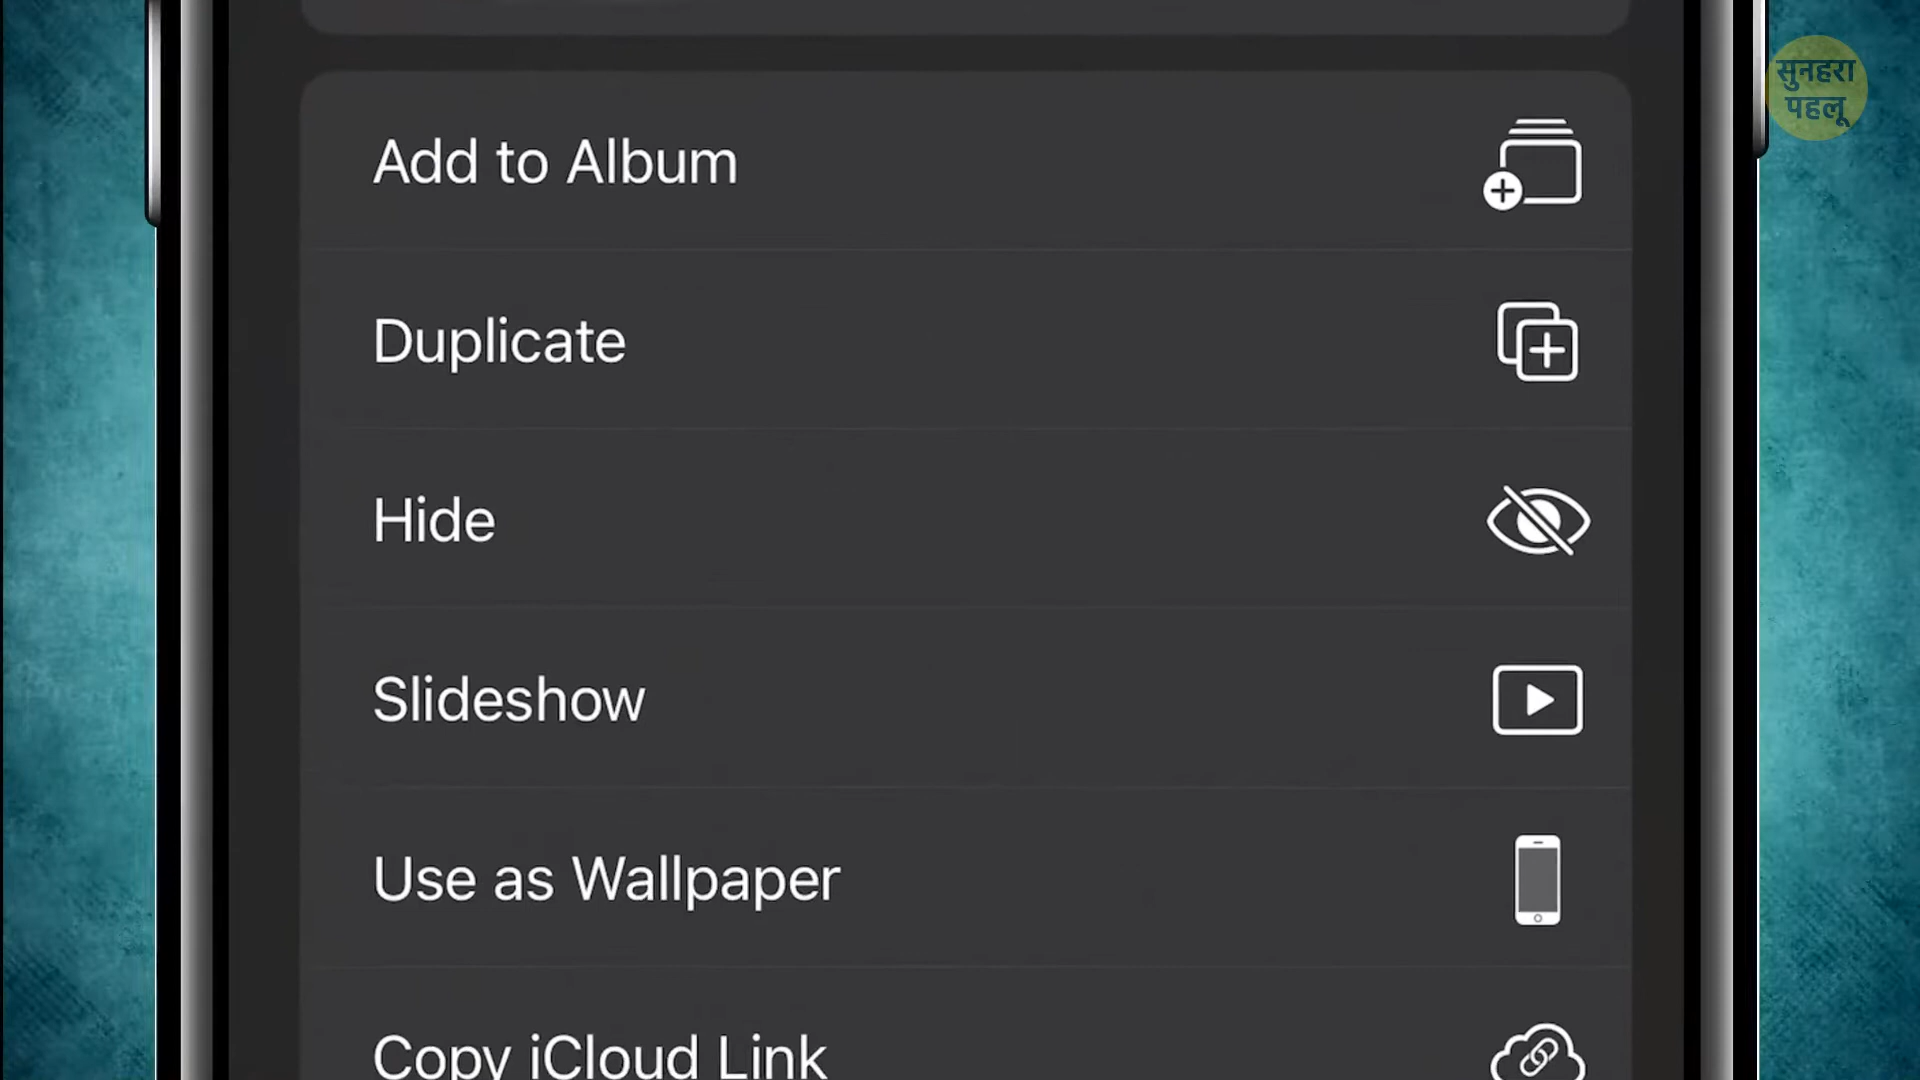 सुनहरा
पहलू
Add to Album
Duplicate
Hide
Slideshow
Use as Wallpaper
Copy iCloud Link